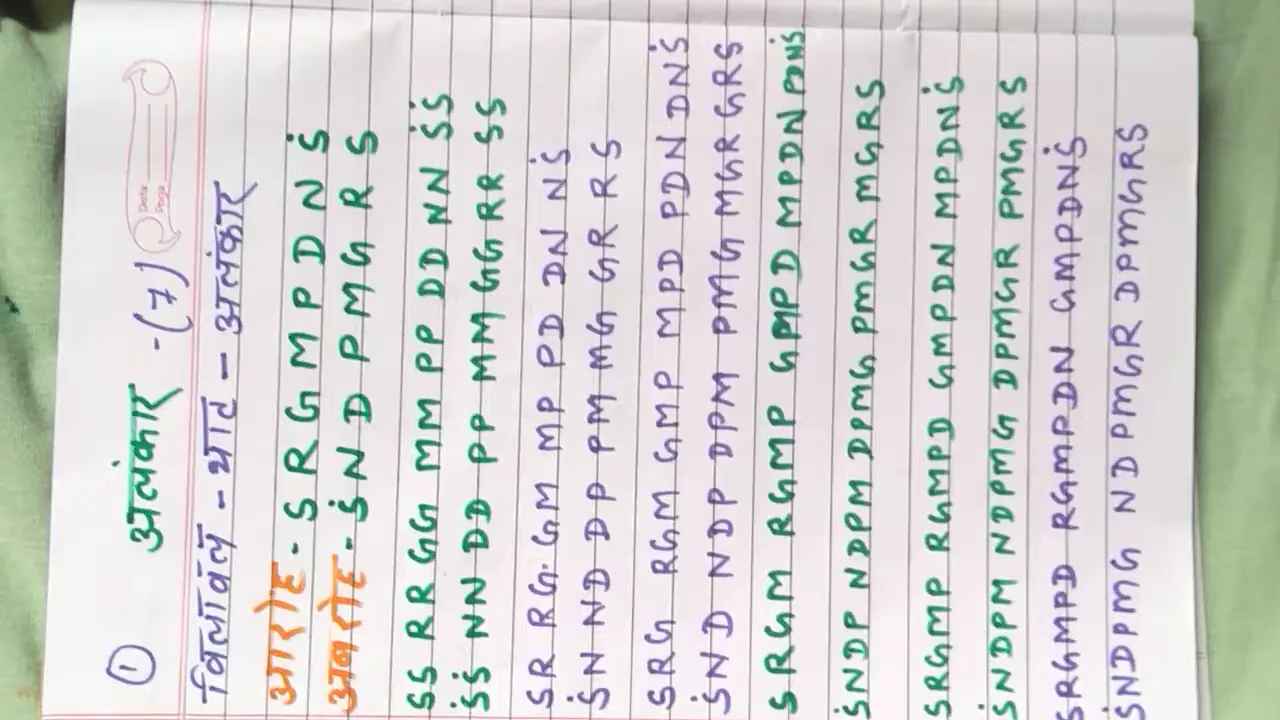 ① अलंकार - (7)
Date
Page
विलावल - थाट - अलंकार
आरोह - S R G M P D N Ṡ
अवरोह - Ṡ N D P M G R S
SS RRGG MM PP DD NN ṠṠ
ṠṠ NN DD PP MM GG RR SS
SR RG GM MP PD DN NṠ
ṠN ND DP PM MG GR RS
SRG RGM GMP MPD PDN DNṠ
ṠND NDP DPM PMG MGR GRS
SRGM RGMP GMPD MPDN PDNṠ
ṠNDP NDPM DPMG PMGR MGRS
SRGMP RGMPD GMPDN MPDNṠ
ṠNDPM NDPMG DPMGR PMGRS
SRGMPD RGMPDN GMPDNṠ
ṠNDPMG NDPMGR DPMGRS